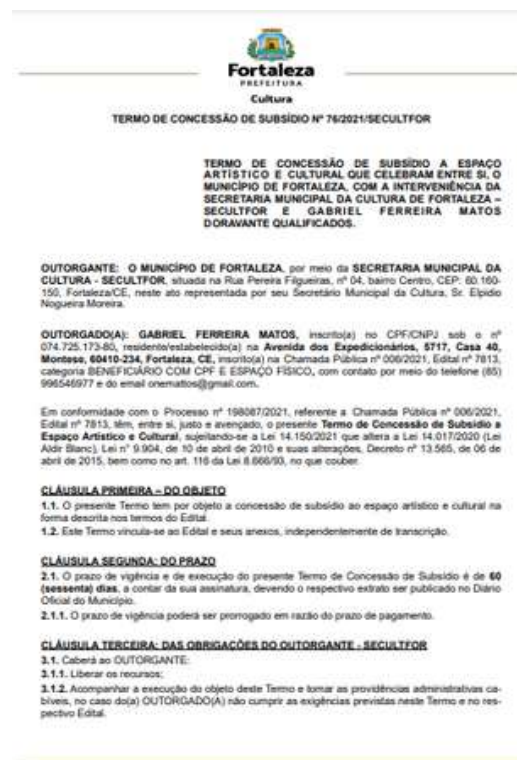 Fortaleza
PREFEITURA
Cultura
TERMO DE CONCESSÃO DE SUBSÍDIO Nº 76/2021/SECULTFOR
TERMO DE CONCESSÃO DE SUBSÍDIO A ESPAÇO
ARTÍSTICO E CULTURAL QUE CELEBRAM ENTRE SI, O
MUNICÍPIO DE FORTALEZA, COM A INTERVENIÊNCIA DA
SECRETARIA MUNICIPAL DA CULTURA DE FORTALEZA –
SECULTFOR E GABRIEL FERREIRA MATOS
DORAVANTE QUALIFICADOS.
OUTORGANTE: O MUNICÍPIO DE FORTALEZA, por meio da SECRETARIA MUNICIPAL DA
CULTURA - SECULTFOR, situada na Rua Pereira Filgueiras, nº 04, bairro Centro, CEP: 60.160-
150, Fortaleza/CE, neste ato representada por seu Secretário Municipal da Cultura, Sr. Elpídio
Nogueira Moreira.
OUTORGADO(A): GABRIEL FERREIRA MATOS, inscrito(a) no CPF/CNPJ sob o nº
074.725.173-80, residente/estabelecido(a) na Avenida dos Expedicionários, 5717, Casa 40,
Montese, 60410-234, Fortaleza, CE, inscrito(a) na Chamada Pública nº 006/2021, Edital nº 7813,
categoria BENEFICIÁRIO COM CPF E ESPAÇO FÍSICO, com contato por meio do telefone (85)
996546977 e do email onemattos@gmail.com.
Em conformidade com o Processo nº 198087/2021, referente a Chamada Pública nº 006/2021,
Edital nº 7813, têm, entre si, justo e avençado, o presente Termo de Concessão de Subsídio a
Espaço Artístico e Cultural, sujeitando-se a Lei 14.150/2021 que altera a Lei 14.017/2020 (Lei
Aldir Blanc), Lei n° 9.904, de 10 de abril de 2010 e suas alterações, Decreto nº 13.565, de 06 de
abril de 2015, bem como no art. 116 da Lei 8.666/93, no que couber.
CLÁUSULA PRIMEIRA – DO OBJETO
1.1. O presente Termo tem por objeto a concessão de subsídio ao espaço artístico e cultural na
forma descrita nos termos do Edital.
1.2. Este Termo vincula-se ao Edital e seus anexos, independentemente de transcrição.
CLÁUSULA SEGUNDA: DO PRAZO
2.1. O prazo de vigência e de execução do presente Termo de Concessão de Subsídio é de 60
(sessenta) dias, a contar da sua assinatura, devendo o respectivo extrato ser publicado no Diário
Oficial do Município.
2.1.1. O prazo de vigência poderá ser prorrogado em razão do prazo de pagamento.
CLÁUSULA TERCEIRA: DAS OBRIGAÇÕES DO OUTORGANTE - SECULTFOR
3.1. Caberá ao OUTORGANTE:
3.1.1. Liberar os recursos;
3.1.2. Acompanhar a execução do objeto deste Termo e tomar as providências administrativas ca-
bíveis, no caso do(a) OUTORGADO(A) não cumprir as exigências previstas neste Termo e no res-
pectivo Edital.